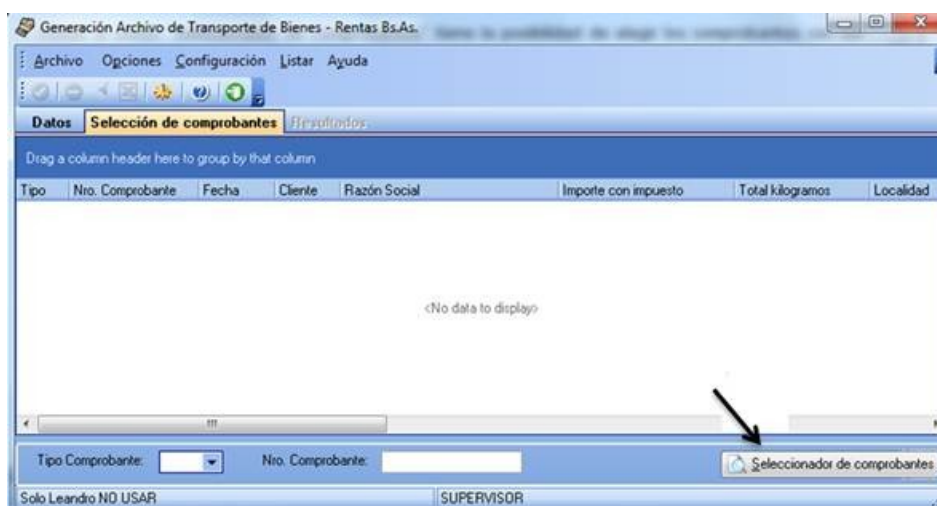 Generación Archivo de Transporte de Bienes - Rentas Bs.As.
Archivo Opciones Configuración Listar Ayuda
Datos Selección de comprobantes Resultados
Drag a column header here to group by that column
Tipo Nro. Comprobante Fecha Cliente Razón Social Importe con impuesto Total kilogramos Localidad
<No data to display>
Tipo Comprobante: Nro. Comprobante: Seleccionador de comprobantes
Solo Leandro NO USAR SUPERVISOR